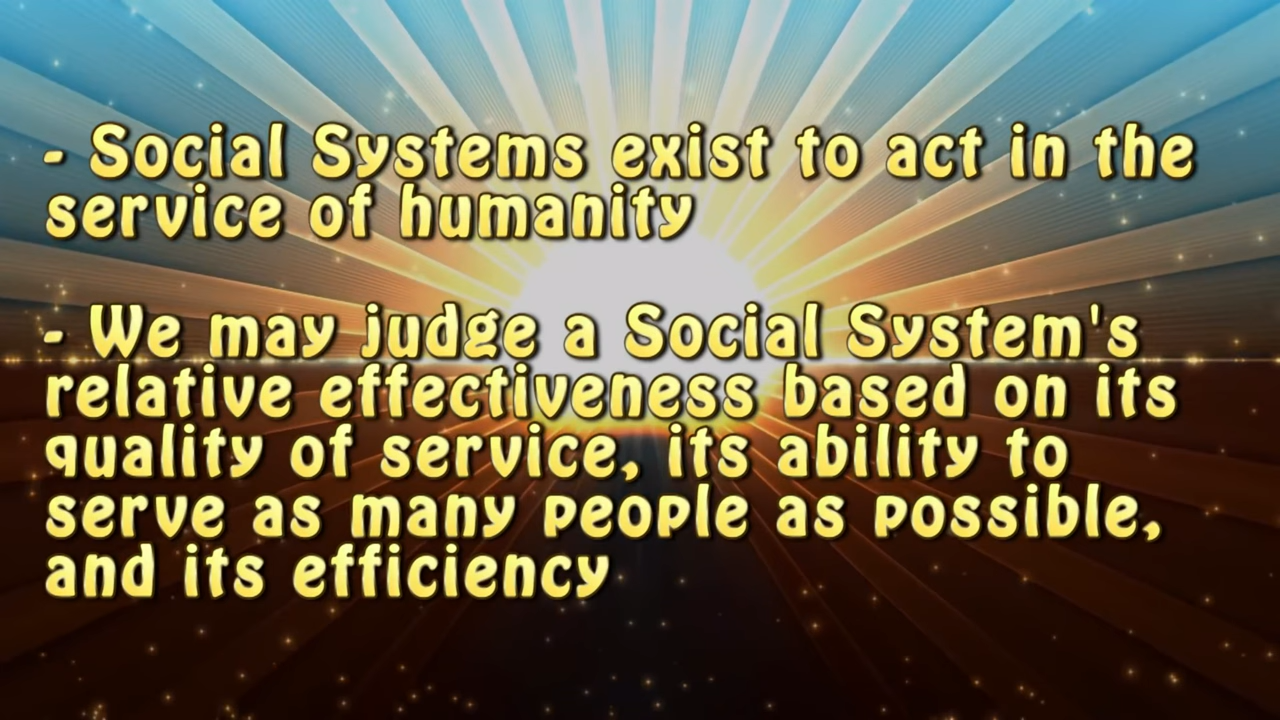 - Social Systems exist to act in the
service of humanity
- We may judge a Social System's
relative effectiveness based on its
quality of service, its ability to
serve as many people as possible,
and its efficiency